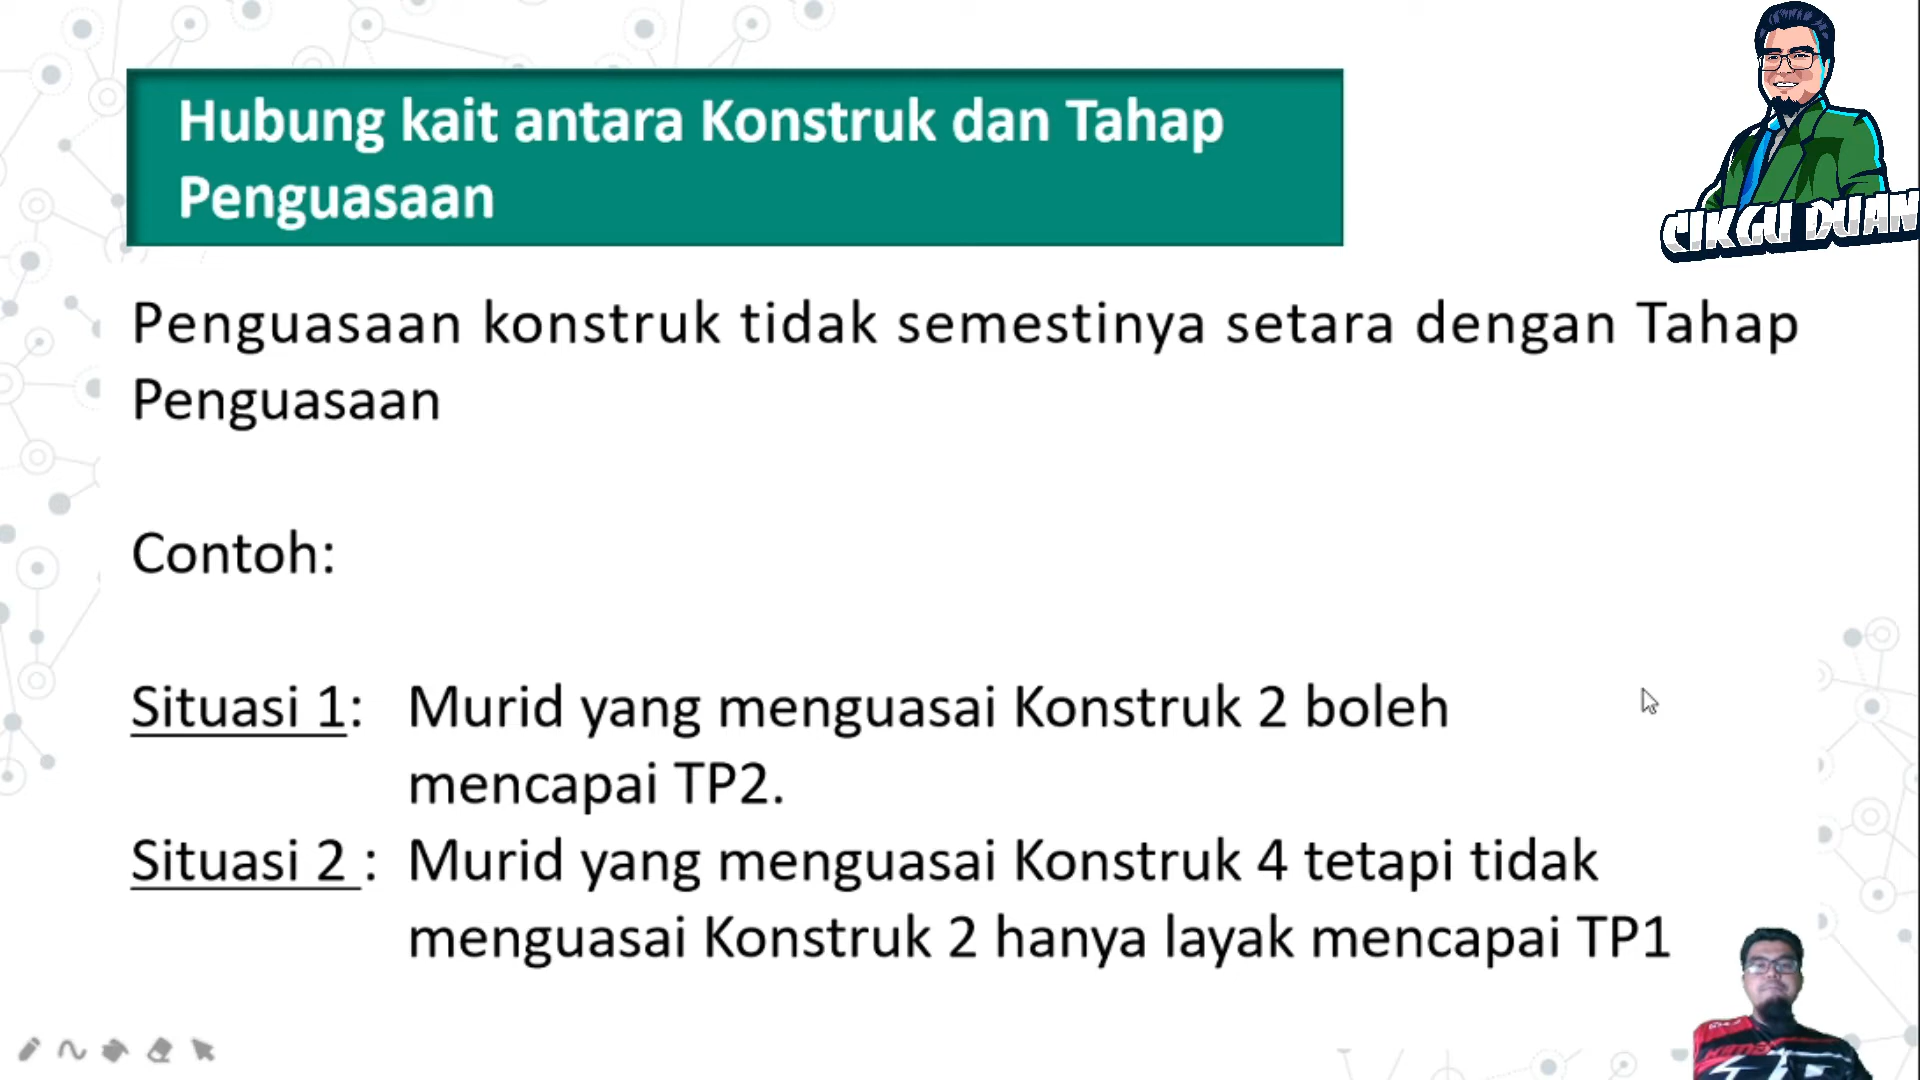 Hubung kait antara Konstruk dan Tahap
Penguasaan
CIKGU DUAN
Penguasaan konstruk tidak semestinya setara dengan Tahap
Penguasaan
Contoh:
Situasi 1: Murid yang menguasai Konstruk 2 boleh
mencapai TP2.
Situasi 2 : Murid yang menguasai Konstruk 4 tetapi tidak
menguasai Konstruk 2 hanya layak mencapai TP1